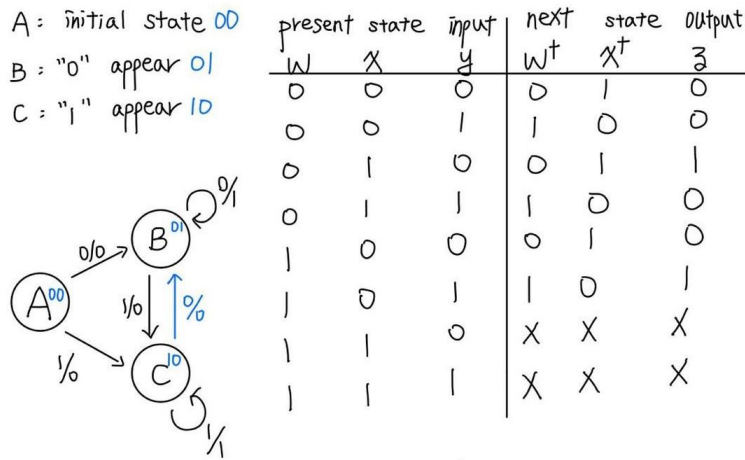 A: initial state 00
B: "0" appear 01
C: "1" appear 10
present state input next state output
w x y w† x† z
0 0 0 0 1 0
0 0 1 1 0 0
0 1 0 0 1 1
0 1 1 1 0 0
1 0 0 0 1 0
1 0 1 1 0 1
1 1 0 X X X
1 1 1 X X X
0/1
B 01
0/0
A 00
1/0
0/0
1/0
C 10
1/1